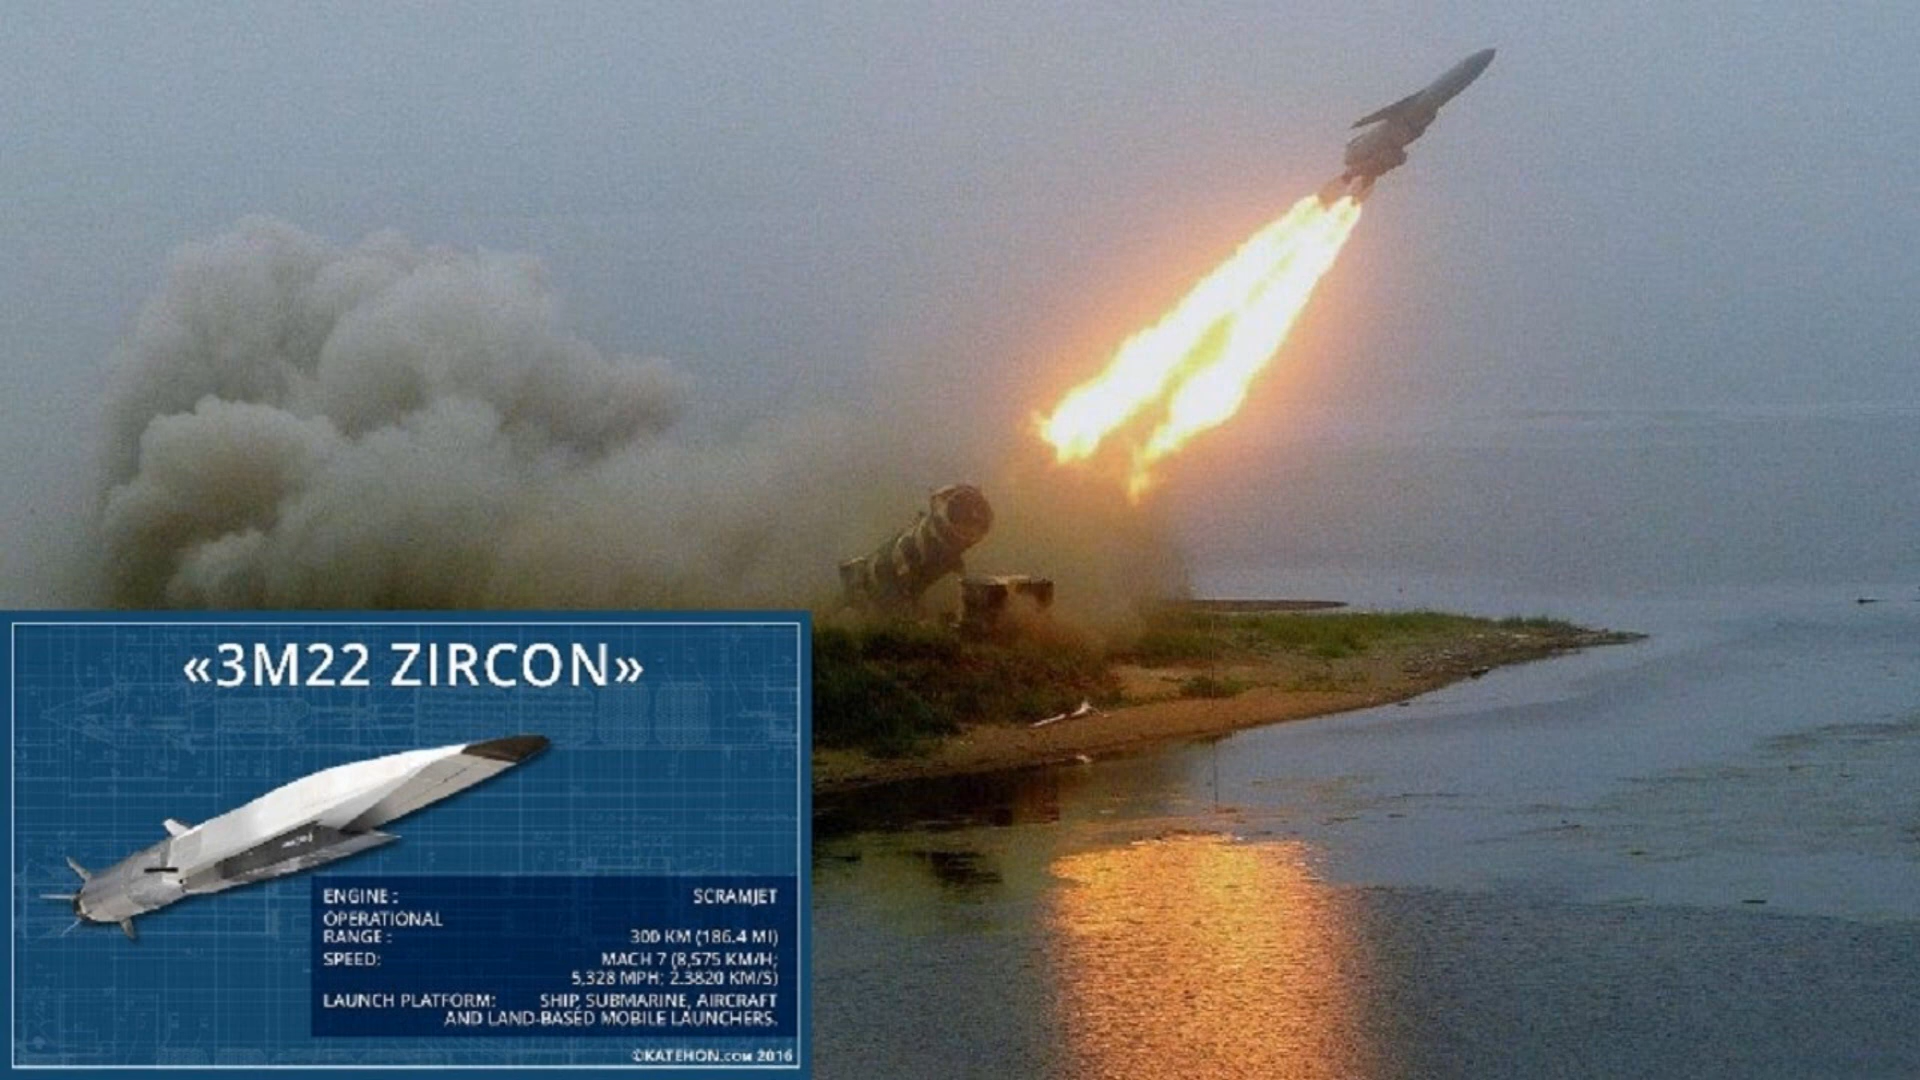 «3M22 ZIRCON»
ENGINE : SCRAMJET
OPERATIONAL
RANGE : 300 KM (186.4 MI)
SPEED: MACH 7 (8,575 KM/H;
5,328 MPH; 2.3820 KM/S)
LAUNCH PLATFORM: SHIP, SUBMARINE, AIRCRAFT
AND LAND-BASED MOBILE LAUNCHERS.
©KATEHON.COM 2016